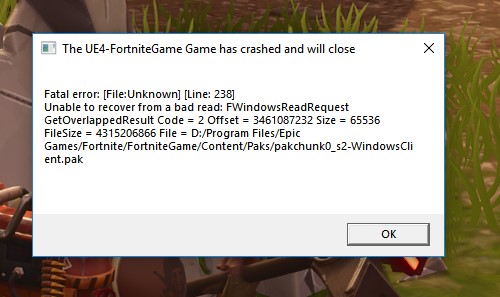 The UE4-FortniteGame Game has crashed and will close
Fatal error: [File:Unknown] [Line: 238]
Unable to recover from a bad read: FWindowsReadRequest
GetOverlappedResult Code = 2 Offset = 3461087232 Size = 65536
FileSize = 4315206866 File = D:/Program Files/Epic
Games/Fortnite/FortniteGame/Content/Paks/pakchunk0_s2-WindowsCli
ent.pak
OK